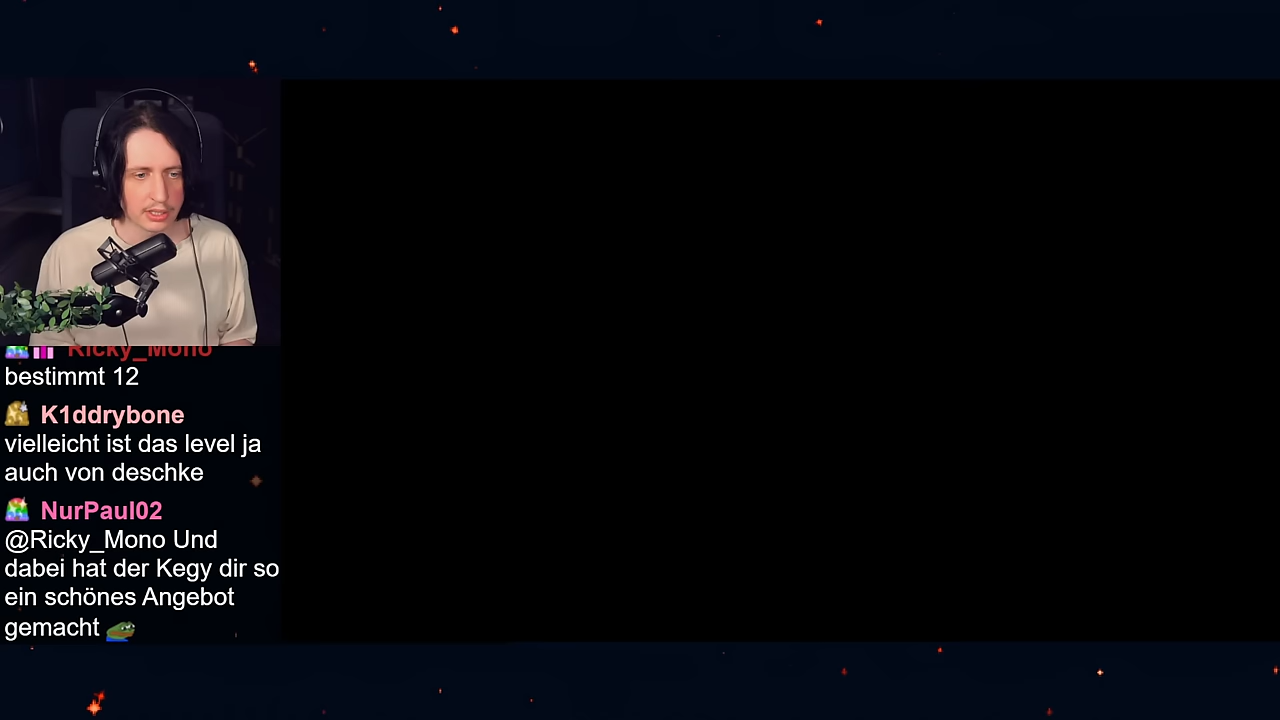 Ricky_Mono
bestimmt 12
K1ddrybone
vielleicht ist das level ja
auch von deschke
NurPaul02
@Ricky_Mono Und
dabei hat der Kegy dir so
ein schönes Angebot
gemacht